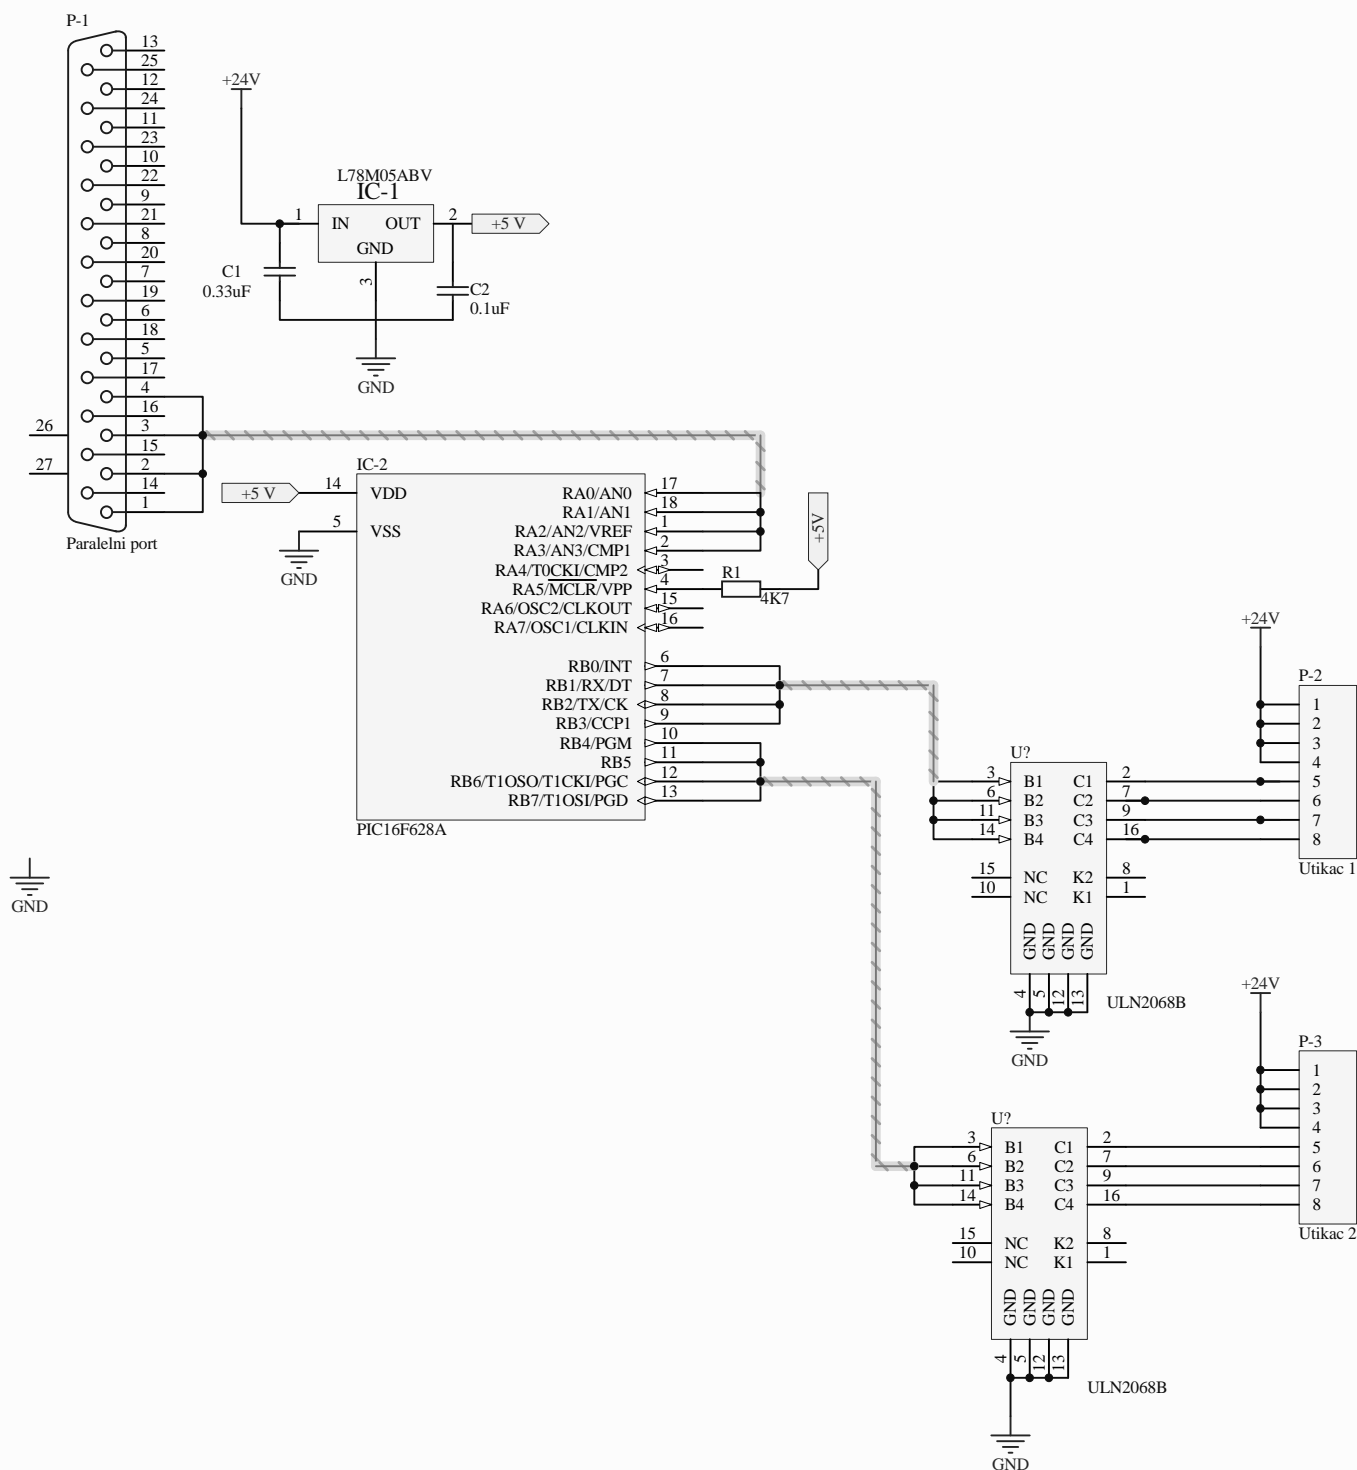 P-1
13
25
12
24
11
23
10
22
9
21
8
20
7
19
6
18
5
17
4
16
3
15
2
14
1
26
27
Paralelni port
+24V
L78M05ABV
IC-1
1 IN OUT 2 +5 V
GND
3
C1
0.33uF
C2
0.1uF
GND
IC-2
+5 V 14 VDD
5 VSS
GND
RA0/AN0 17
RA1/AN1 18
RA2/AN2/VREF 1
RA3/AN3/CMP1 2
RA4/T0CKI/CMP2 3
RA5/MCLR/VPP 4
RA6/OSC2/CLKOUT 15
RA7/OSC1/CLKIN 16
R1
4K7
+5V
RB0/INT 6
RB1/RX/DT 7
RB2/TX/CK 8
RB3/CCP1 9
RB4/PGM 10
RB5 11
RB6/T1OSO/T1CKI/PGC 12
RB7/T1OSI/PGD 13
PIC16F628A
GND
+24V
P-2
1
2
3
4
5
6
7
8
Utikac 1
U?
3 B1 C1 2
6 B2 C2 7
11 B3 C3 9
14 B4 C4 16
15 NC K2 8
10 NC K1 1
GND GND GND GND
4 5 12 13
ULN2068B
GND
+24V
P-3
1
2
3
4
5
6
7
8
Utikac 2
U?
3 B1 C1 2
6 B2 C2 7
11 B3 C3 9
14 B4 C4 16
15 NC K2 8
10 NC K1 1
GND GND GND GND
4 5 12 13
ULN2068B
GND